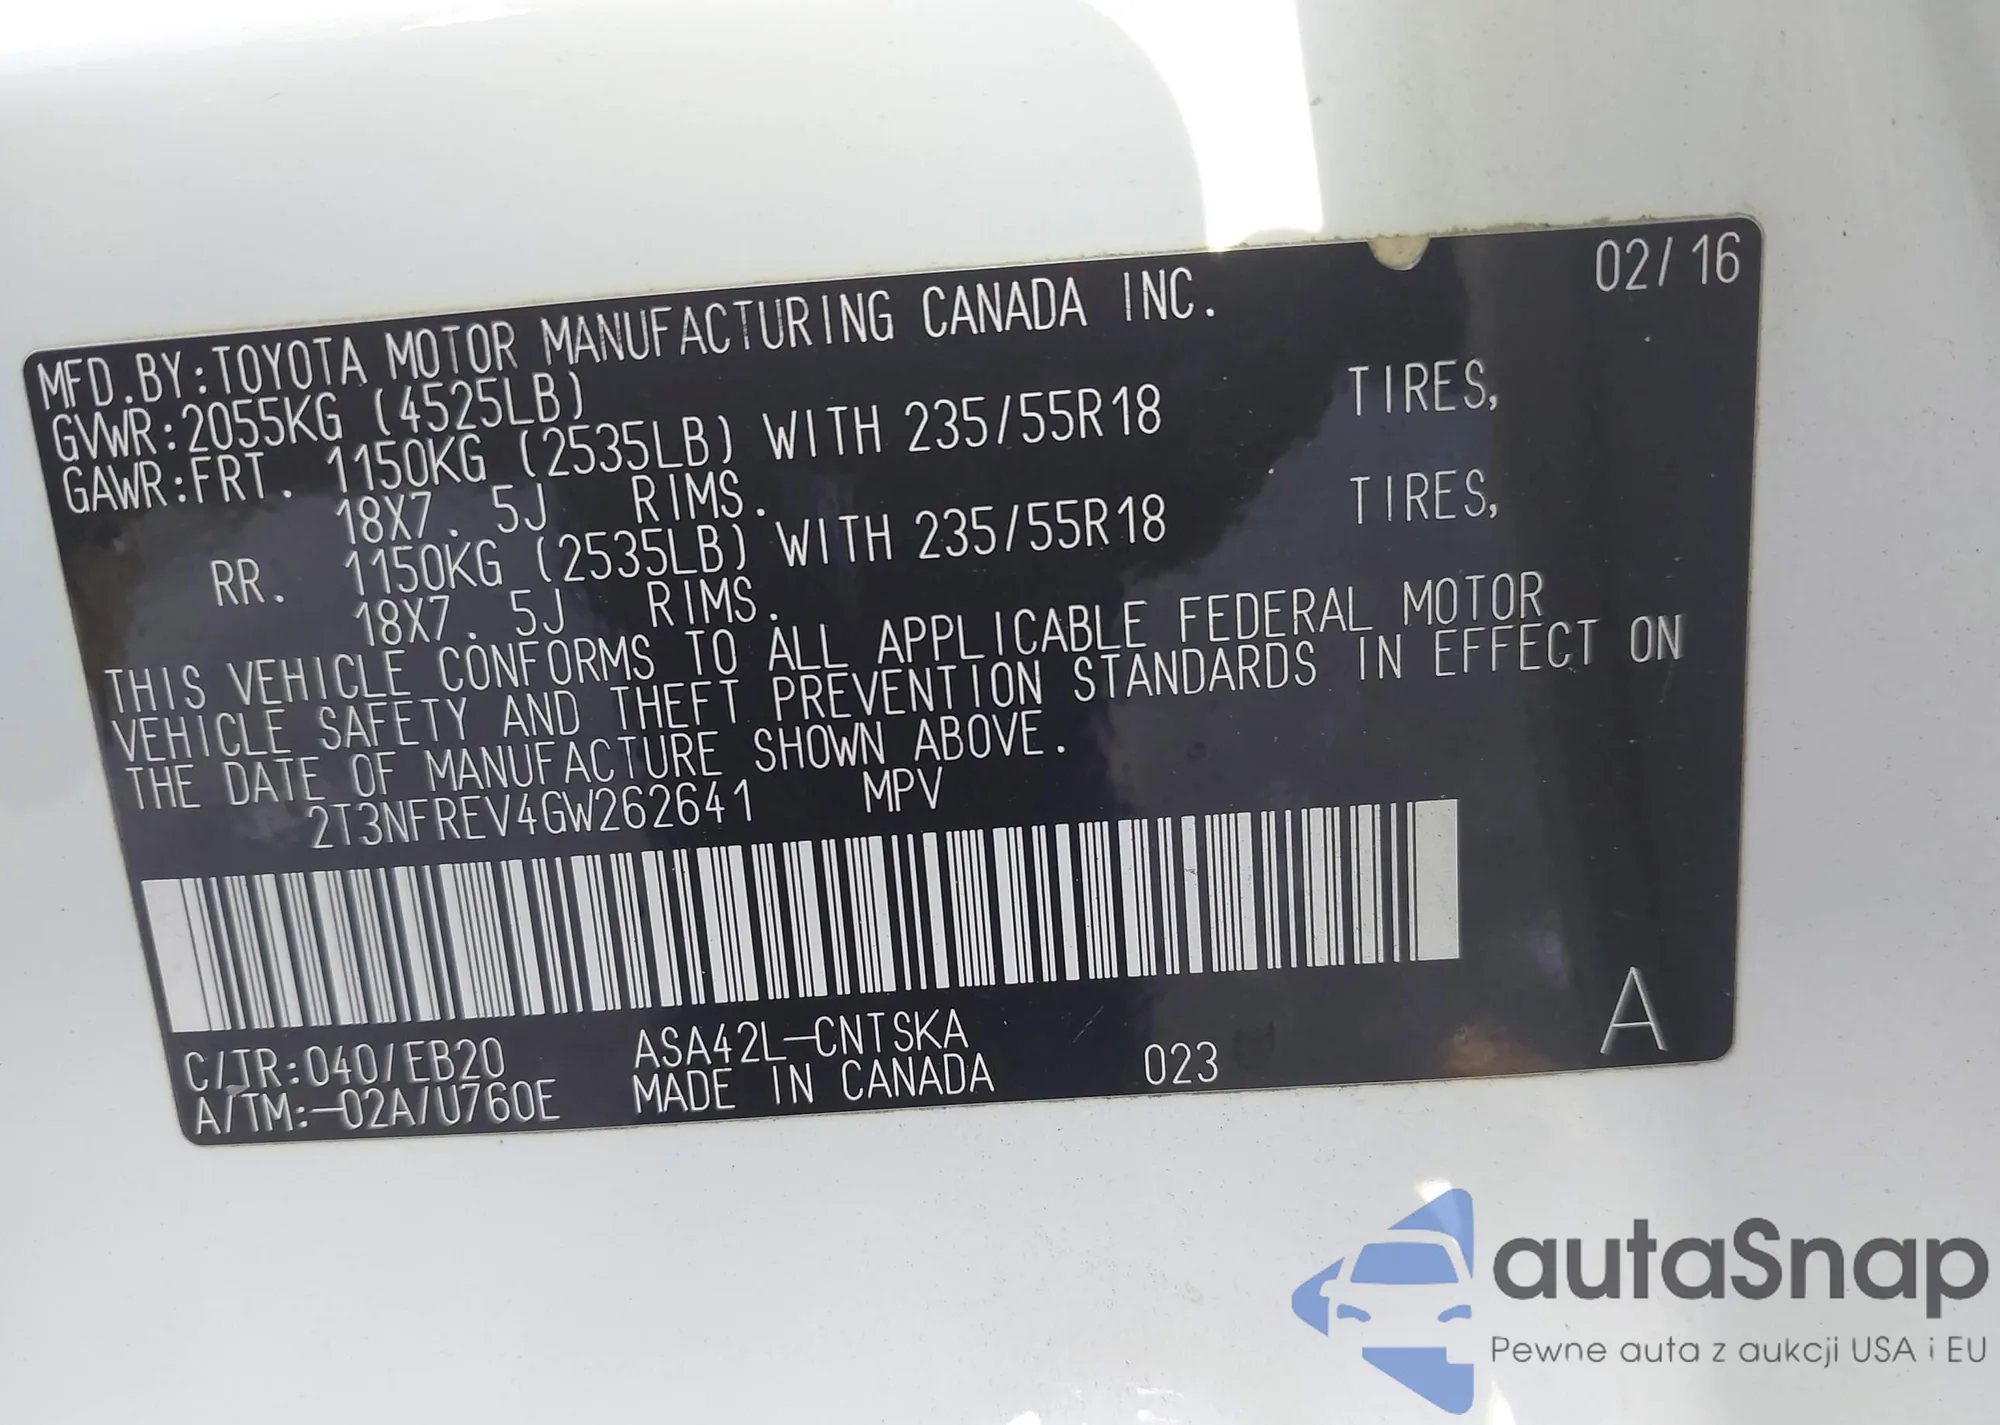 02/16
MFD.BY:TOYOTA MOTOR MANUFACTURING CANADA INC.
GVWR:2055KG (4525LB)
GAWR:FRT. 1150KG (2535LB) WITH 235/55R18 TIRES,
18X7.5J RIMS.
RR. 1150KG (2535LB) WITH 235/55R18 TIRES,
18X7.5J RIMS.
THIS VEHICLE CONFORMS TO ALL APPLICABLE FEDERAL MOTOR
VEHICLE SAFETY AND THEFT PREVENTION STANDARDS IN EFFECT ON
THE DATE OF MANUFACTURE SHOWN ABOVE.
2T3NFREV4GW262641 MPV
C/TR:040/EB20 ASA42L-CNTSKA
A/TM:-02A/U760E MADE IN CANADA 023 A
autaSnap
Pewne auta z aukcji USA i EU